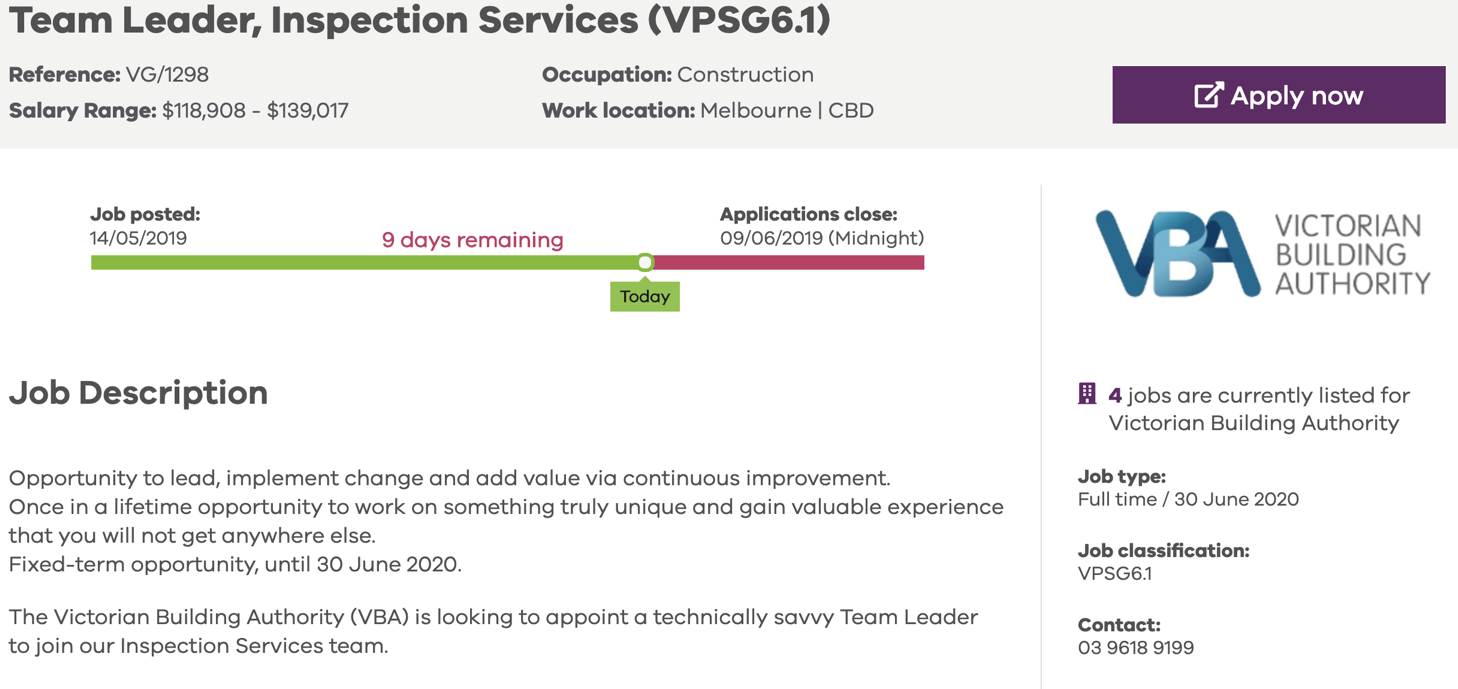 Team Leader, Inspection Services (VPSG6.1)
Reference: VG/1298
Occupation: Construction
Salary Range: $118,908 - $139,017
Work location: Melbourne | CBD
Apply now
Job posted:
14/05/2019
9 days remaining
Applications close:
09/06/2019 (Midnight)
Today
Job Description
Opportunity to lead, implement change and add value via continuous improvement.
Once in a lifetime opportunity to work on something truly unique and gain valuable experience
that you will not get anywhere else.
Fixed-term opportunity, until 30 June 2020.
The Victorian Building Authority (VBA) is looking to appoint a technically savvy Team Leader
to join our Inspection Services team.
VBA
VICTORIAN
BUILDING
AUTHORITY
4 jobs are currently listed for
Victorian Building Authority
Job type:
Full time / 30 June 2020
Job classification:
VPSG6.1
Contact:
03 9618 9199